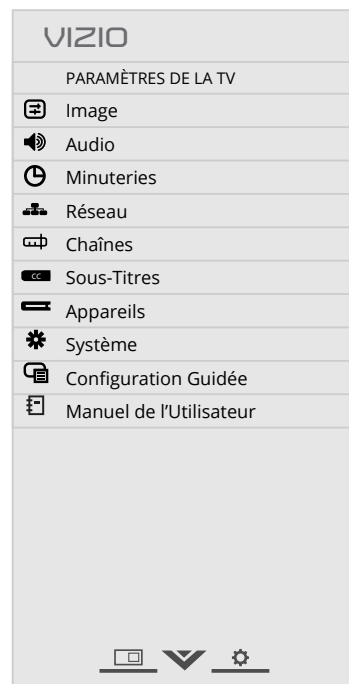 VIZIO
PARAMÈTRES DE LA TV
Image
Audio
Minuteries
Réseau
Chaînes
CC Sous-Titres
Appareils
Système
Configuration Guidée
Manuel de l’Utilisateur